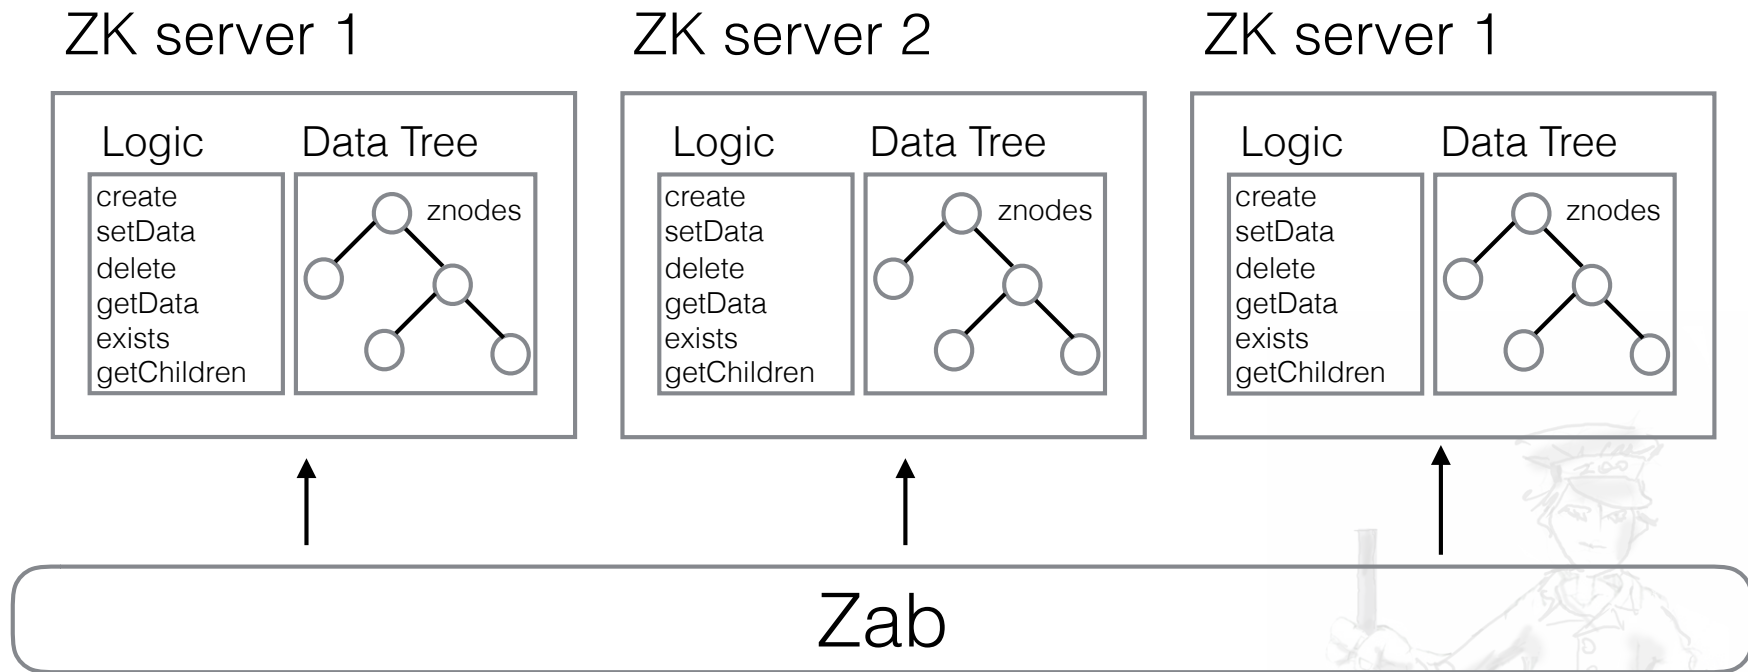 ZK server 1
Logic
Data Tree
create
setData
delete
getData
exists
getChildren
znodes
ZK server 2
Logic
Data Tree
create
setData
delete
getData
exists
getChildren
znodes
ZK server 1
Logic
Data Tree
create
setData
delete
getData
exists
getChildren
znodes
Zab
ZOO